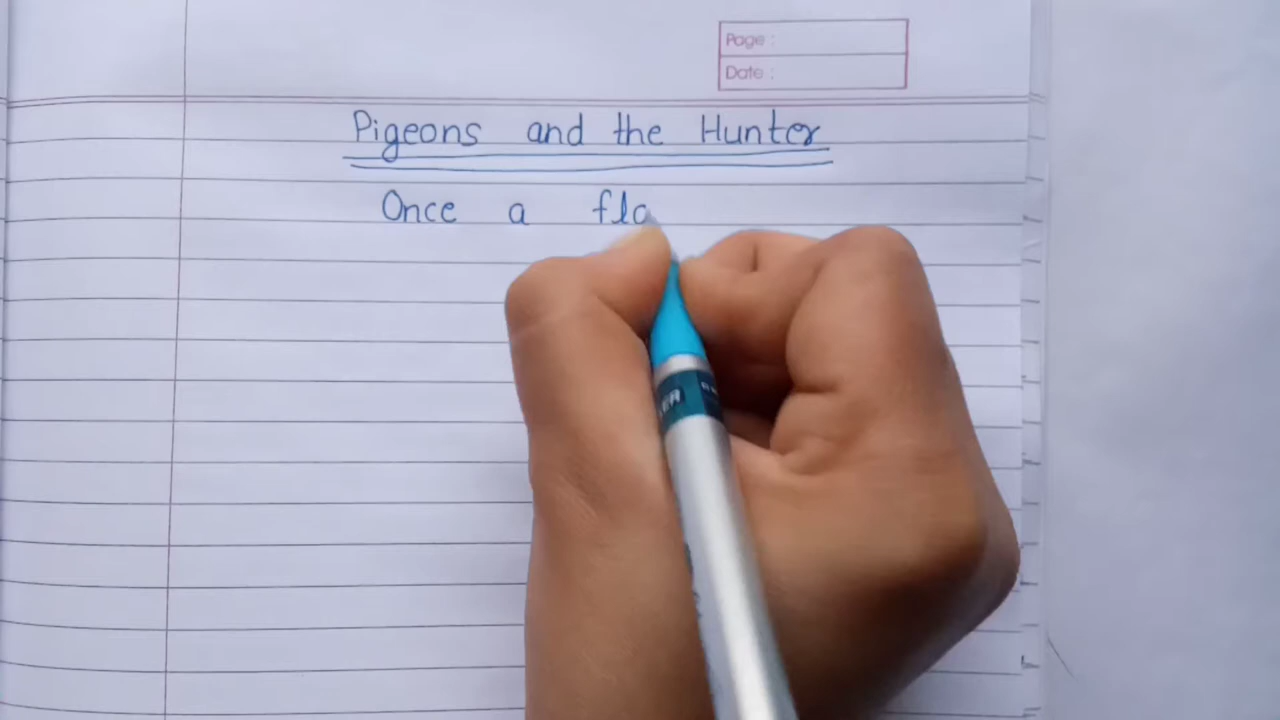 Page :
Date :
Pigeons and the Hunter
Once a flo